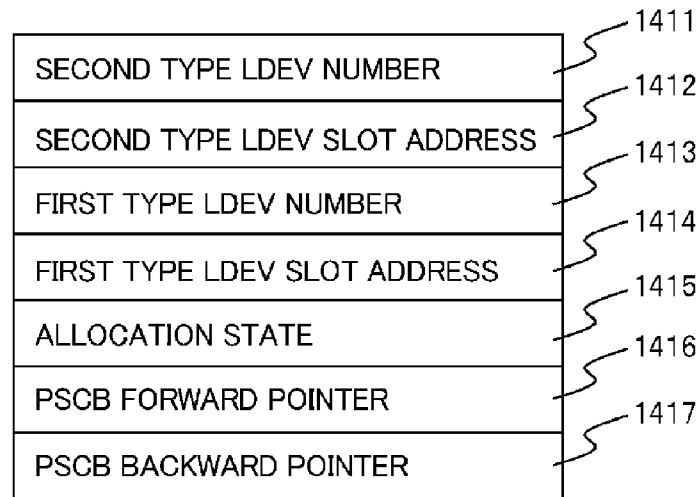 1411
SECOND TYPE LDEV NUMBER
1412
SECOND TYPE LDEV SLOT ADDRESS
1413
FIRST TYPE LDEV NUMBER
1414
FIRST TYPE LDEV SLOT ADDRESS
1415
ALLOCATION STATE
1416
PSCB FORWARD POINTER
1417
PSCB BACKWARD POINTER